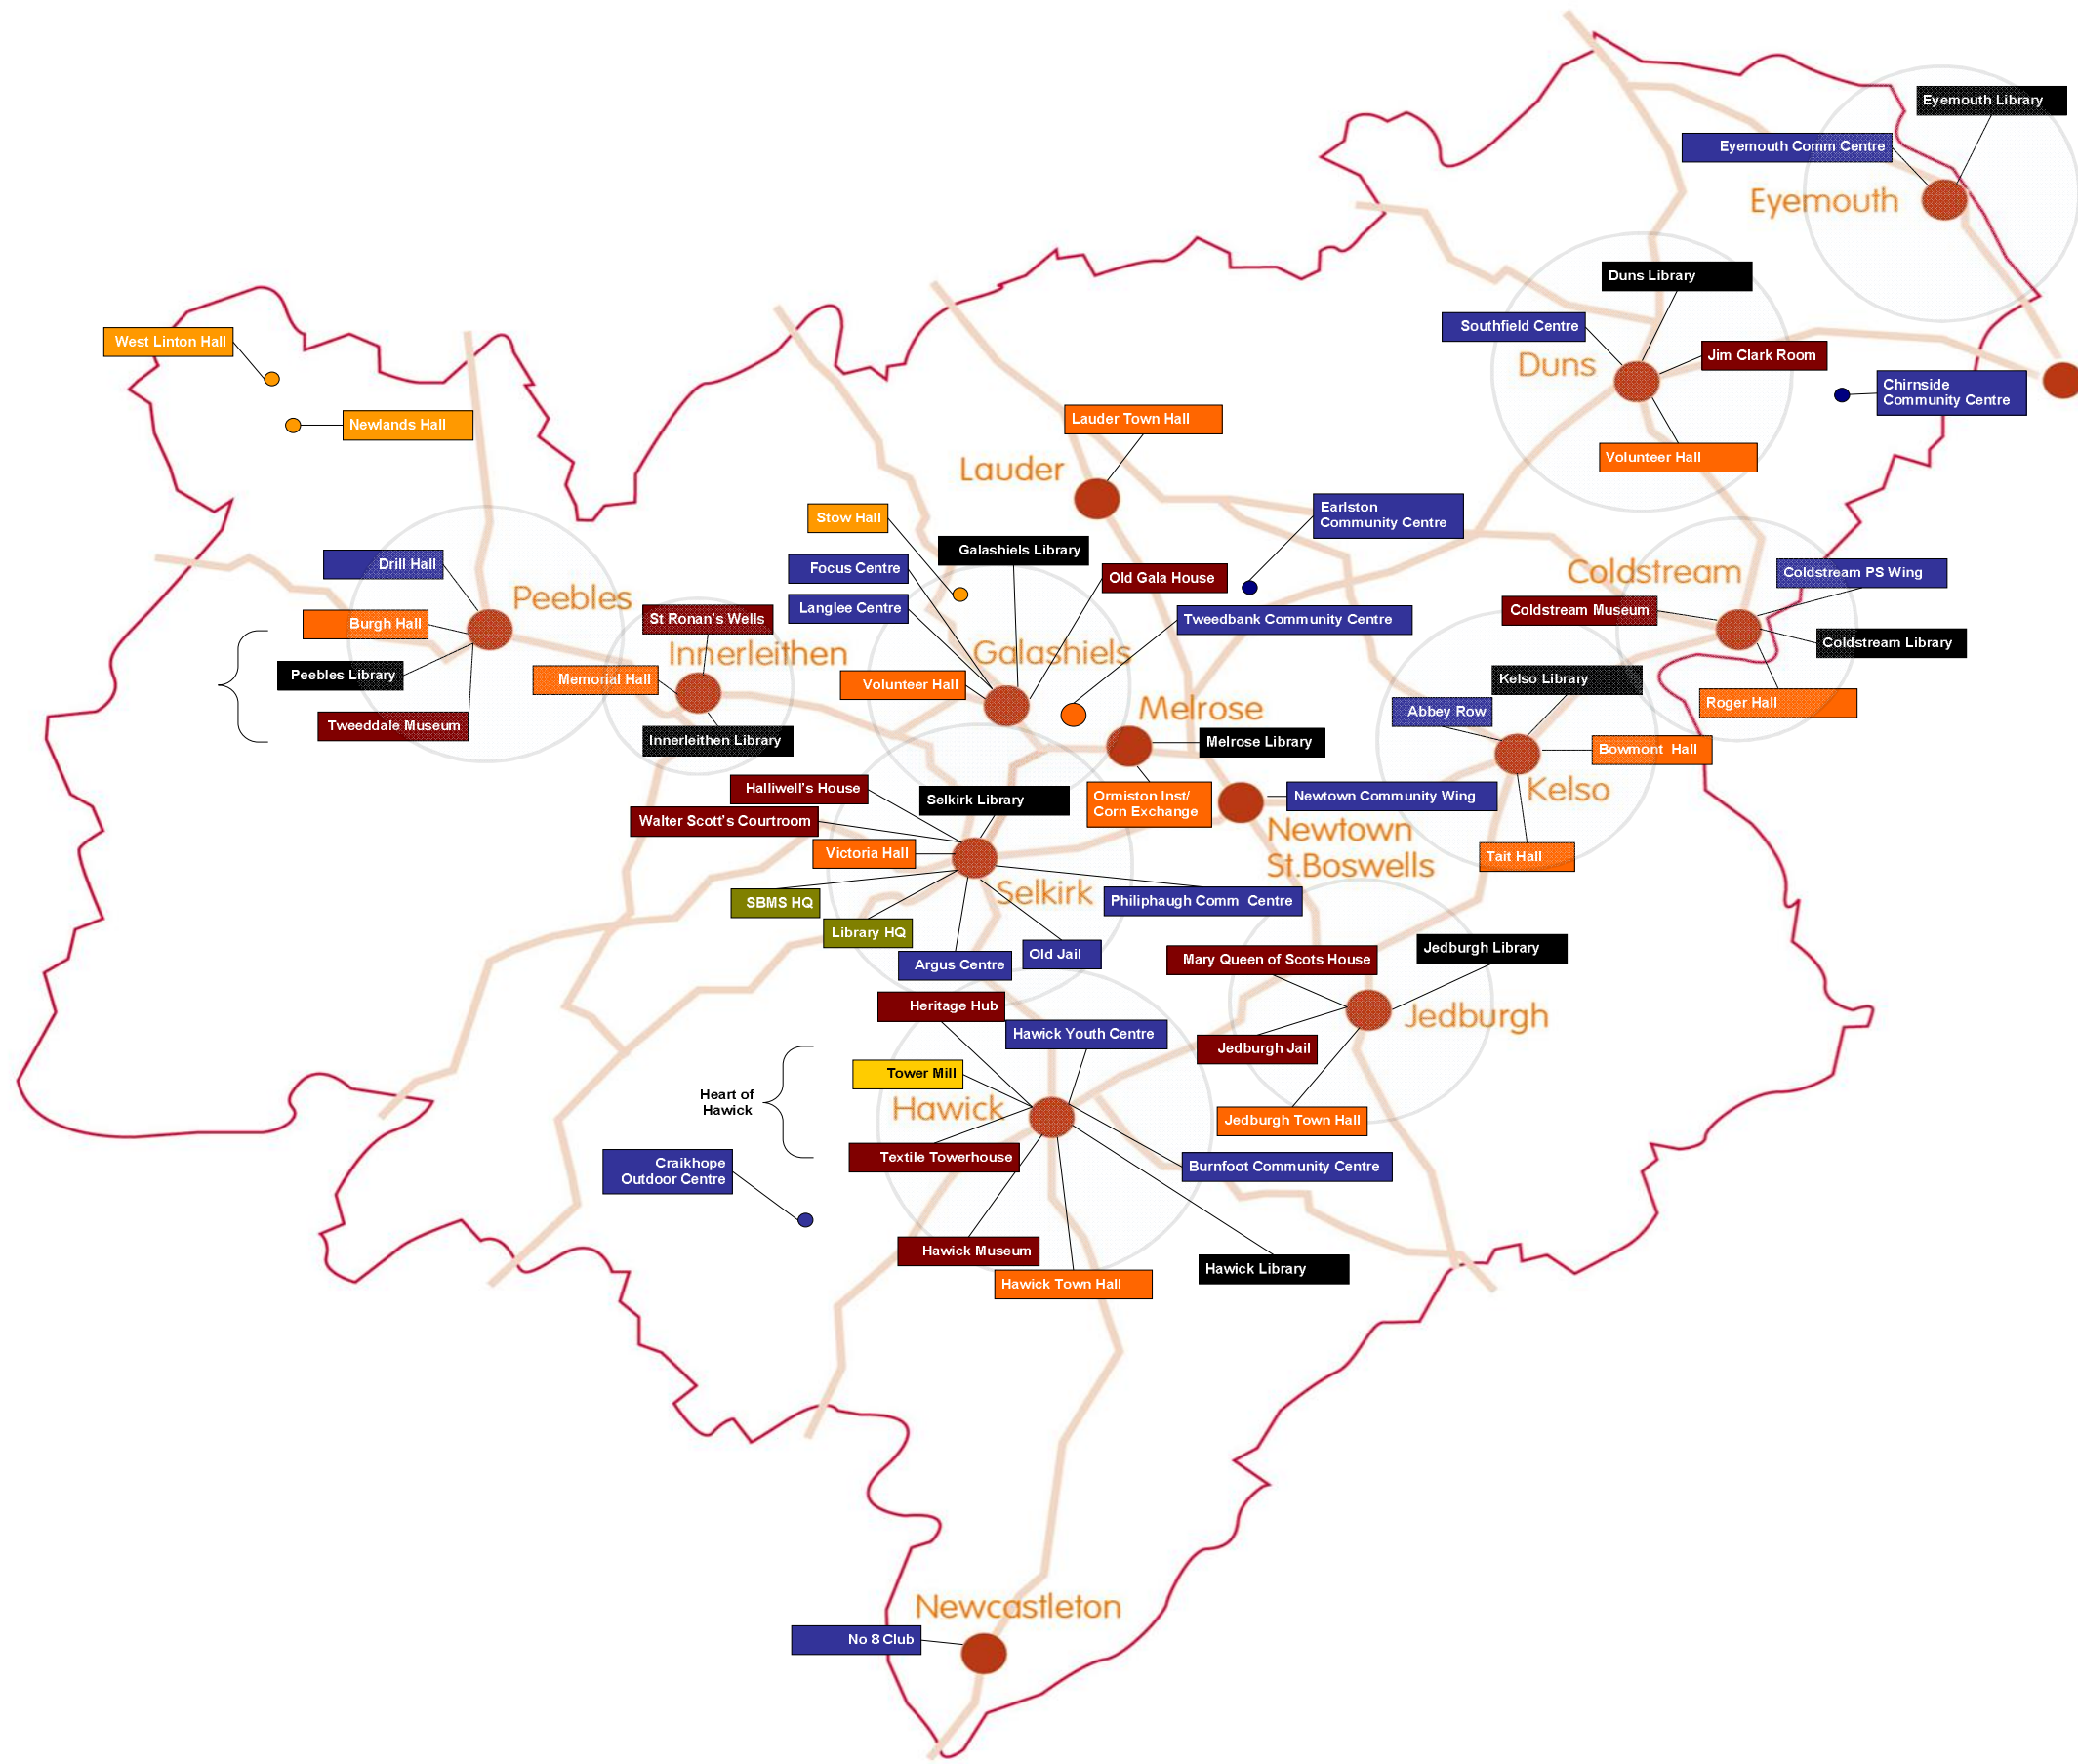 Eyemouth Library
Eyemouth Comm Centre
Eyemouth
Duns Library
Southfield Centre
Jim Clark Room
Duns
Chirnside
Community Centre
Volunteer Hall
West Linton Hall
Newlands Hall
Lauder Town Hall
Lauder
Stow Hall
Earlston
Community Centre
Galashiels Library
Focus Centre
Old Gala House
Langlee Centre
Tweedbank Community Centre
Galashiels
Volunteer Hall
Drill Hall
Peebles
Burgh Hall
Peebles Library
Tweeddale Museum
St Ronan's Wells
Innerleithen
Memorial Hall
Innerleithen Library
Coldstream
Coldstream PS Wing
Coldstream Museum
Coldstream Library
Roger Hall
Kelso Library
Abbey Row
Bowmont Hall
Kelso
Tait Hall
Melrose
Melrose Library
Ormiston Inst/
Corn Exchange
Newtown Community Wing
Newtown
St.Boswells
Halliwell's House
Selkirk Library
Walter Scott's Courtroom
Victoria Hall
Selkirk
SBMS HQ
Philiphaugh Comm Centre
Library HQ
Old Jail
Argus Centre
Mary Queen of Scots House
Jedburgh Library
Jedburgh
Jedburgh Jail
Jedburgh Town Hall
Heritage Hub
Hawick Youth Centre
Tower Mill
Heart of
Hawick
Hawick
Textile Towerhouse
Burnfoot Community Centre
Craikhope
Outdoor Centre
Hawick Museum
Hawick Library
Hawick Town Hall
Newcastleton
No 8 Club